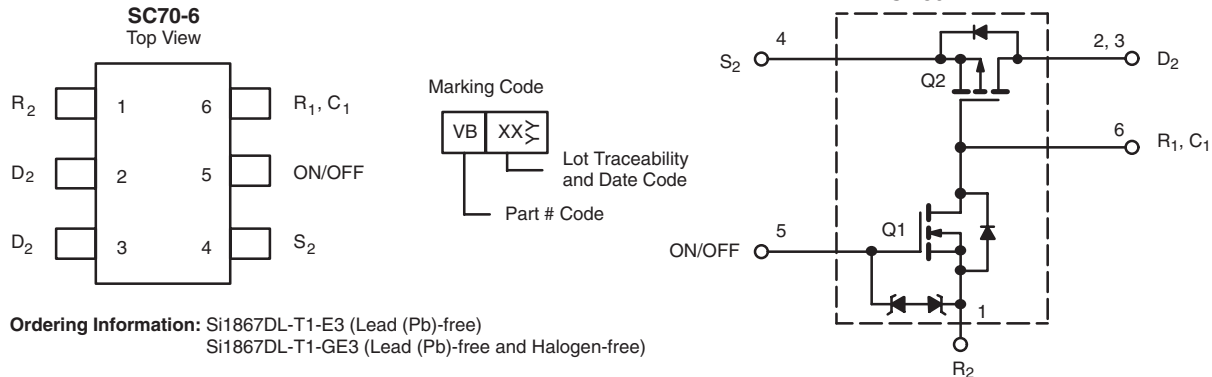 SC70-6
Top View
R2
1
6
R1, C1
D2
2
5
ON/OFF
D2
3
4
S2
Marking Code
VB
XX
YY
Lot Traceability
and Date Code
Part # Code
4
2, 3
S2
D2
Q2
6
R1, C1
5
Q1
ON/OFF
1
R2
Ordering Information: Si1867DL-T1-E3 (Lead (Pb)-free)
Si1867DL-T1-GE3 (Lead (Pb)-free and Halogen-free)